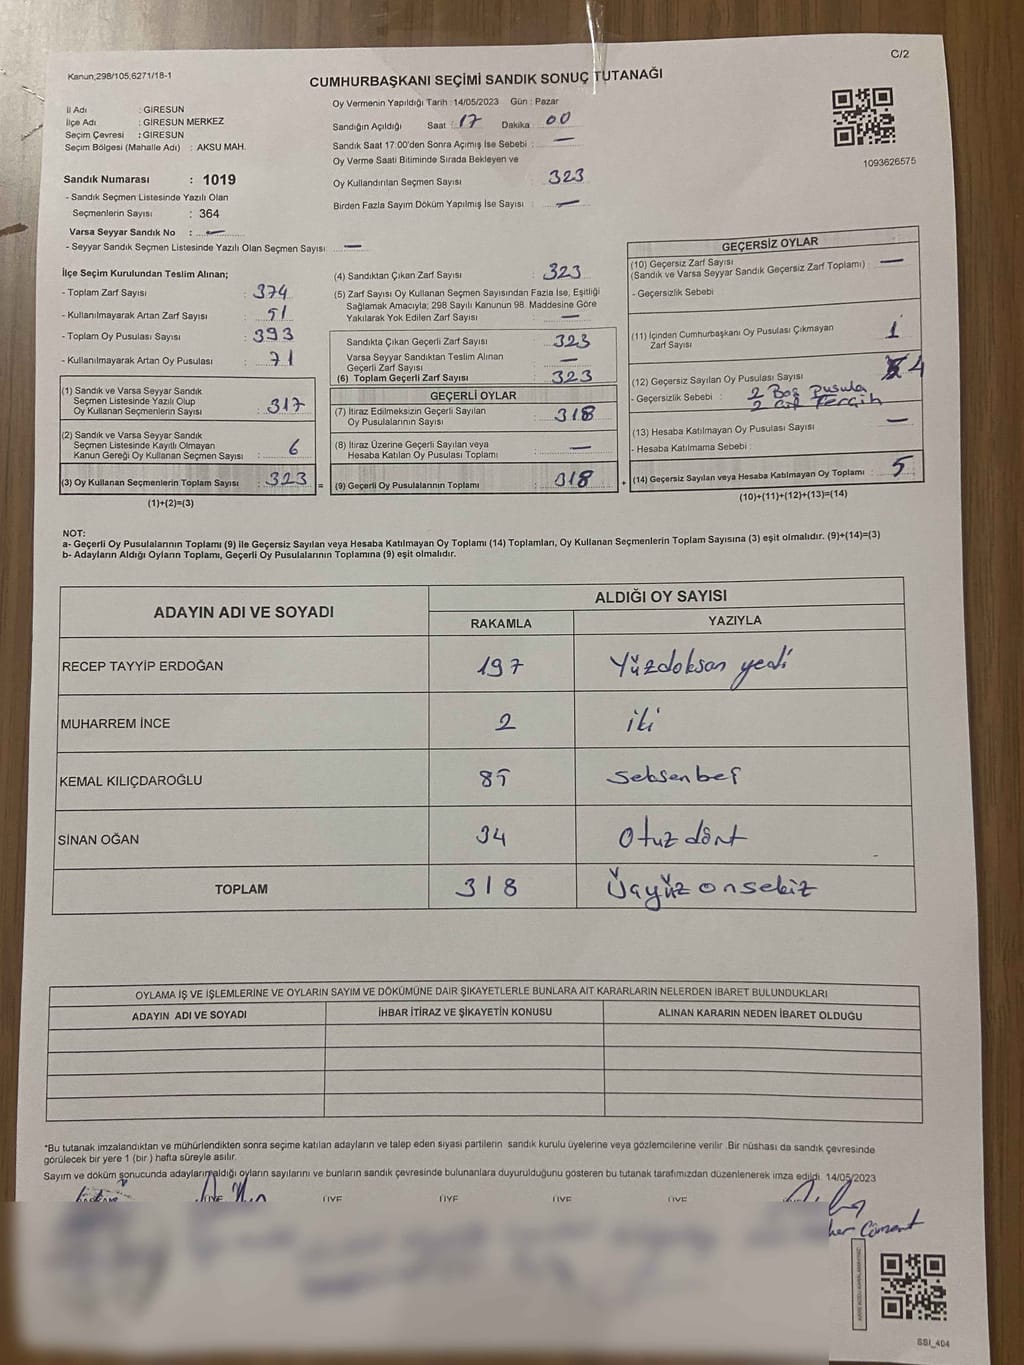 C/2
Kanun,298/105,6271/18-1
CUMHURBAŞKANI SEÇİMİ SANDIK SONUÇ TUTANAĞI
İl Adı : GİRESUN
İlçe Adı : GİRESUN MERKEZ
Seçim Çevresi : GİRESUN
Seçim Bölgesi (Mahalle Adı) : AKSU MAH.
Oy Vermenin Yapıldığı Tarih : 14/05/2023 Gün : Pazar
Sandığın Açıldığı Saat : 17 Dakika 00
Sandık Saat 17:00'den Sonra Açımış İse Sebebi : —
Oy Verme Saati Bitiminde Sırada Bekleyen ve
Oy Kullandırılan Seçmen Sayısı : 323
Birden Fazla Sayım Döküm Yapılmış İse Sayısı : —
1093626575
Sandık Numarası : 1019
- Sandık Seçmen Listesinde Yazılı Olan
Seçmenlerin Sayısı : 364
Varsa Seyyar Sandık No : —
- Seyyar Sandık Seçmen Listesinde Yazılı Olan Seçmen Sayısı —
İlçe Seçim Kurulundan Teslim Alınan;
- Toplam Zarf Sayısı : 374
- Kullanılmayarak Artan Zarf Sayısı : 51
- Toplam Oy Pusulası Sayısı : 393
- Kullanılmayarak Artan Oy Pusulası : 71
(1) Sandık ve Varsa Seyyar Sandık
Seçmen Listesinde Yazılı Olup
Oy Kullanan Seçmenlerin Sayısı : 317
(2) Sandık ve Varsa Seyyar Sandık
Seçmen Listesinde Kayıtlı Olmayan
Kanun Gereği Oy Kullanan Seçmen Sayısı : 6
(3) Oy Kullanan Seçmenlerin Toplam Sayısı : 323 =
(1)+(2)=(3)
(4) Sandıktan Çıkan Zarf Sayısı : 323
(5) Zarf Sayısı Oy Kullanan Seçmen Sayısından Fazla İse, Eşitliği
Sağlamak Amacıyla; 298 Sayılı Kanunun 98. Maddesine Göre
Yakılarak Yok Edilen Zarf Sayısı : —
Sandıkta Çıkan Geçerli Zarf Sayısı : 323
Varsa Seyyar Sandıktan Teslim Alınan
Geçerli Zarf Sayısı : —
(6) Toplam Geçerli Zarf Sayısı : 323
GEÇERLİ OYLAR
(7) İtiraz Edilmeksizin Geçerli Sayılan
Oy Pusulalarının Sayısı : 318
(8) İtiraz Üzerine Geçerli Sayılan veya
Hesaba Katılan Oy Pusulası Toplamı : —
(9) Geçerli Oy Pusulalarının Toplamı : 318 +
GEÇERSİZ OYLAR
(10) Geçersiz Zarf Sayısı
(Sandık ve Varsa Seyyar Sandık Geçersiz Zarf Toplamı) : —
- Geçersizlik Sebebi :
(11) İçinden Cumhurbaşkanı Oy Pusulası Çıkmayan
Zarf Sayısı : 1
(12) Geçersiz Sayılan Oy Pusulası Sayısı : 4
- Geçersizlik Sebebi : 2 Boş pusula
2 Çift Tercih
(13) Hesaba Katılmayan Oy Pusulası Sayısı : —
- Hesaba Katılmama Sebebi :
(14) Geçersiz Sayılan veya Hesaba Katılmayan Oy Toplamı : 5
(10)+(11)+(12)+(13)=(14)
NOT:
a- Geçerli Oy Pusulalarının Toplamı (9) ile Geçersiz Sayılan veya Hesaba Katılmayan Oy Toplamı (14) Toplamları, Oy Kullanan Seçmenlerin Toplam Sayısına (3) eşit olmalıdır. (9)+(14)=(3)
b- Adayların Aldığı Oyların Toplamı, Geçerli Oy Pusulalarının Toplamına (9) eşit olmalıdır.
ADAYIN ADI VE SOYADI ALDIĞI OY SAYISI
RAKAMLA YAZIYLA
RECEP TAYYİP ERDOĞAN 197 Yüzdoksan yedi
MUHARREM İNCE 2 iki
KEMAL KILIÇDAROĞLU 85 seksenbeş
SİNAN OĞAN 34 Otuz dört
TOPLAM 318 Üçyüz onsekiz
OYLAMA İŞ VE İŞLEMLERİNE VE OYLARIN SAYIM VE DÖKÜMÜNE DAİR ŞİKAYETLERLE BUNLARA AİT KARARLARIN NELERDEN İBARET BULUNDUKLARI
ADAYIN ADI VE SOYADI İHBAR İTİRAZ VE ŞİKAYETİN KONUSU ALINAN KARARIN NEDEN İBARET OLDUĞU
*Bu tutanak imzalandıktan ve mühürlendikten sonra seçime katılan adayların ve talep eden siyasi partilerin sandık kurulu üyelerine veya gözlemcilerine verilir .Bir nüshası da sandık çevresinde
görülecek bir yere 1 (bir ) hafta süreyle asılır.
Sayım ve döküm sonucunda adayların aldığı oyların sayılarını ve bunların sandık çevresinde bulunanlara duyurulduğunu gösteren bu tutanak tarafımızdan düzenlenerek imza edildi. 14/05/2023
ÜYE ÜYE ÜYE ÜYE ÜYE
SSI_404